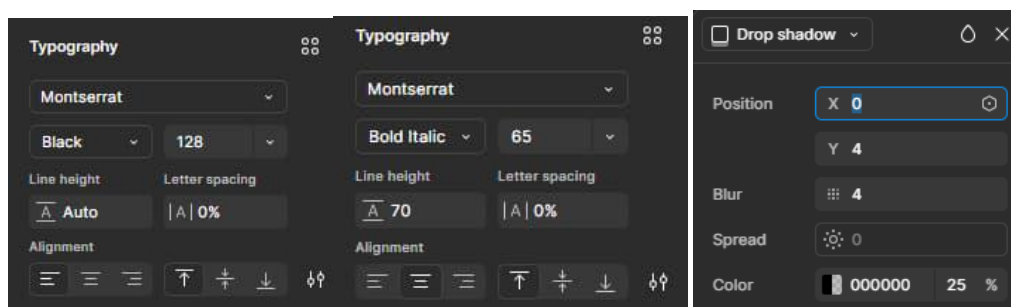 Typography
Montserrat
Black 128
Line height Letter spacing
A Auto |A| 0%
Alignment
Typography
Montserrat
Bold Italic 65
Line height Letter spacing
A 70 |A| 0%
Alignment
Drop shadow
Position X 0
Y 4
Blur 4
Spread 0
Color 000000 25 %